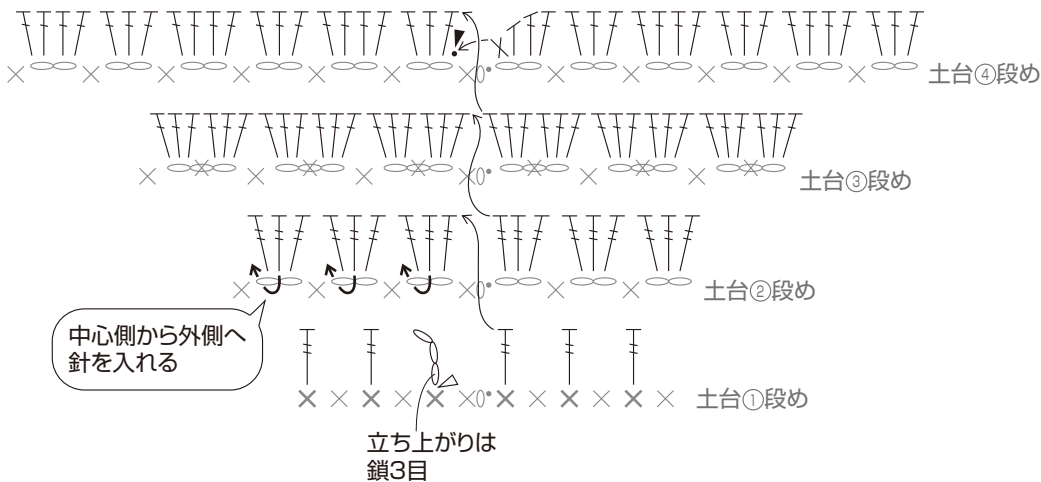 土台④段め
土台③段め
土台②段め
中心側から外側へ
針を入れる
土台①段め
立ち上がりは
鎖3目